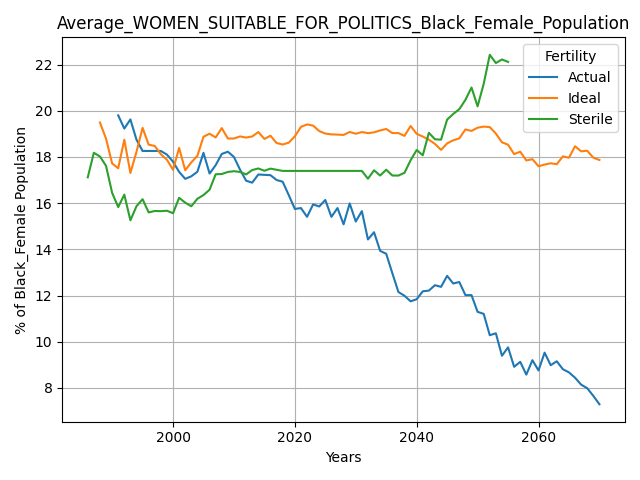 Average_WOMEN_SUITABLE_FOR_POLITICS_Black_Female_Population
Fertility
Actual
Ideal
Sterile
% of Black_Female Population
22
20
18
16
14
12
10
8
2000
2020
2040
2060
Years